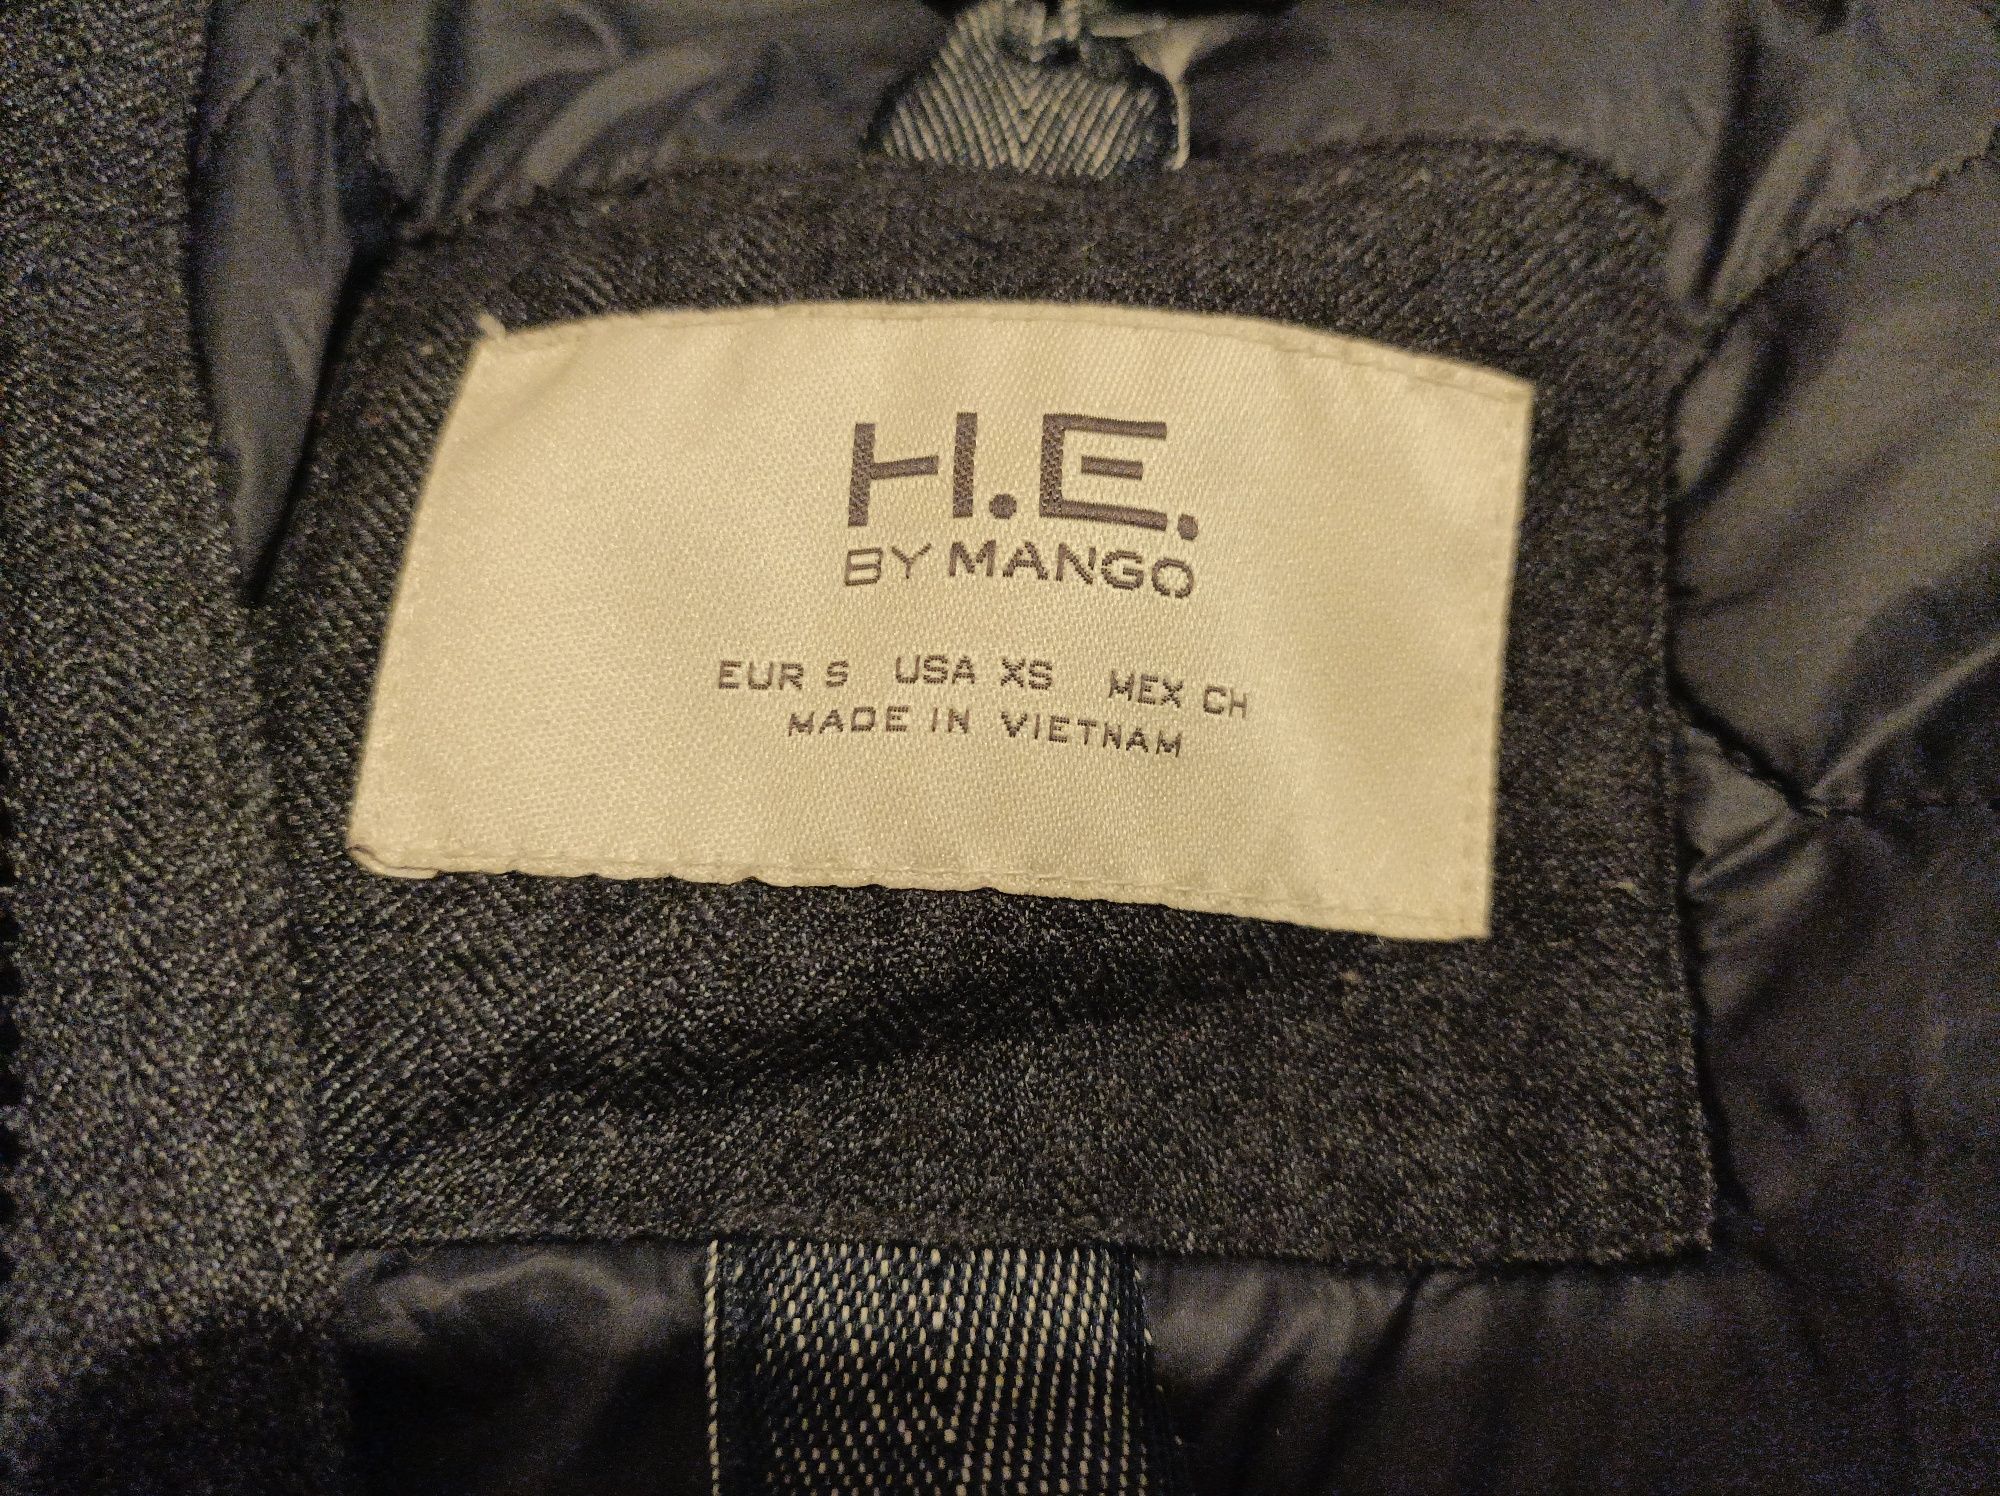 H.E.
BY MANGO
EUR S USA XS MEX CH
MADE IN VIETNAM